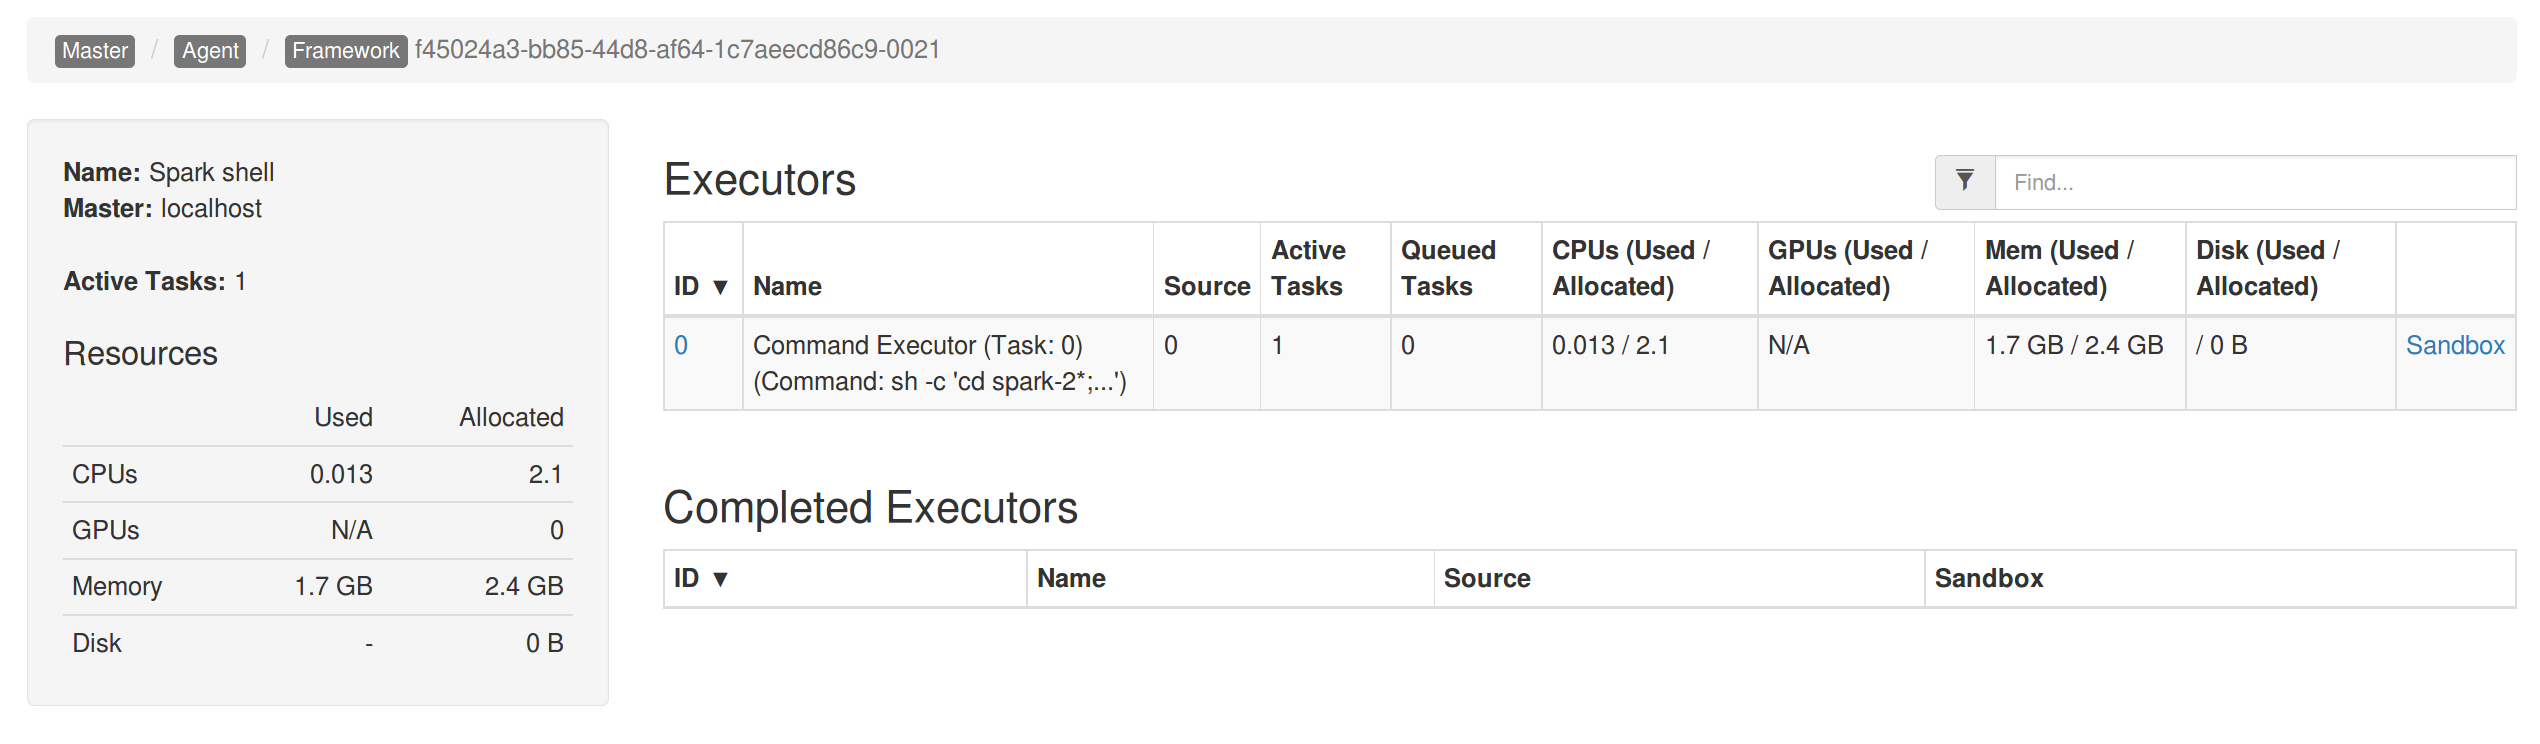 Master / Agent / Framework f45024a3-bb85-44d8-af64-1c7aeecd86c9-0021
Name: Spark shell
Master: localhost
Active Tasks: 1
Resources
Used Allocated
CPUs 0.013 2.1
GPUs N/A 0
Memory 1.7 GB 2.4 GB
Disk - 0 B
Executors
Find...
ID ▼ Name Source Active Tasks Queued Tasks CPUs (Used / Allocated) GPUs (Used / Allocated) Mem (Used / Allocated) Disk (Used / Allocated)
0 Command Executor (Task: 0) (Command: sh -c 'cd spark-2*;...') 0 1 0 0.013 / 2.1 N/A 1.7 GB / 2.4 GB / 0 B Sandbox
Completed Executors
ID ▼ Name Source Sandbox